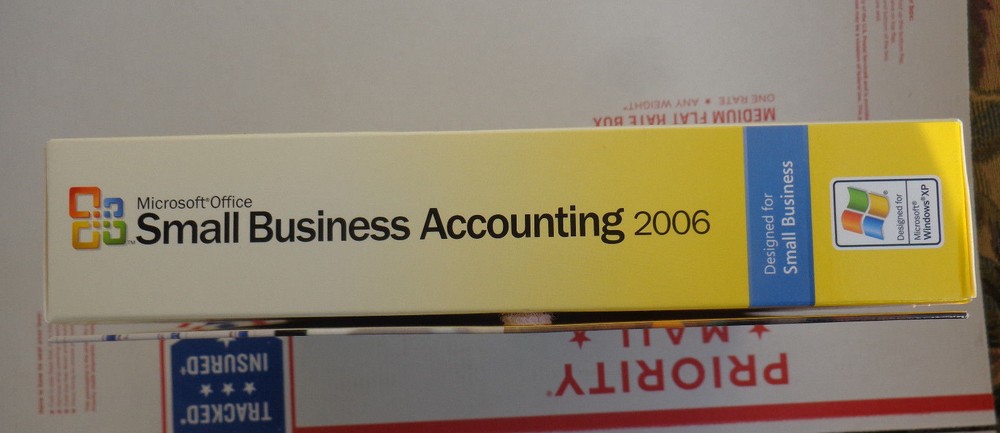 ONE RATE ★ ANY WEIGHT*
MEDIUM FLAT RATE BOX
Microsoft® Office
Small Business Accounting 2006
™
Designed for
Small Business
Designed for
Microsoft®
Windows® XP
PRIORITY
★ MAIL ★
TRACKED*
★ ★ ★
INSURED*